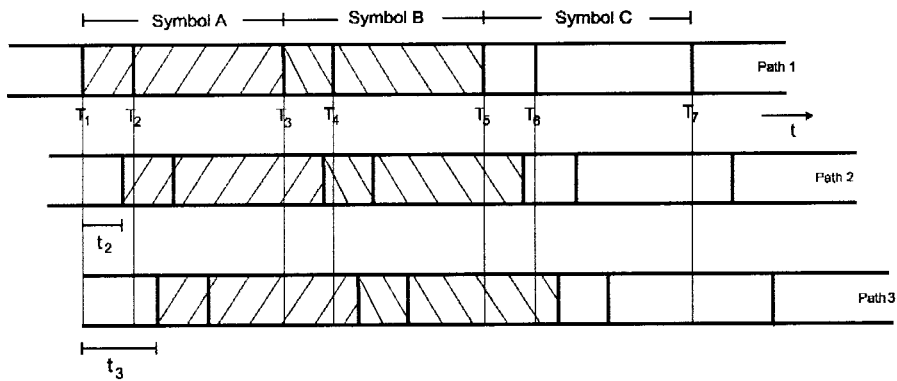 Symbol A Symbol B Symbol C
Path 1
T1 T2 T3 T4 T5 T6 T7
t
Path 2
t2
Path 3
t3